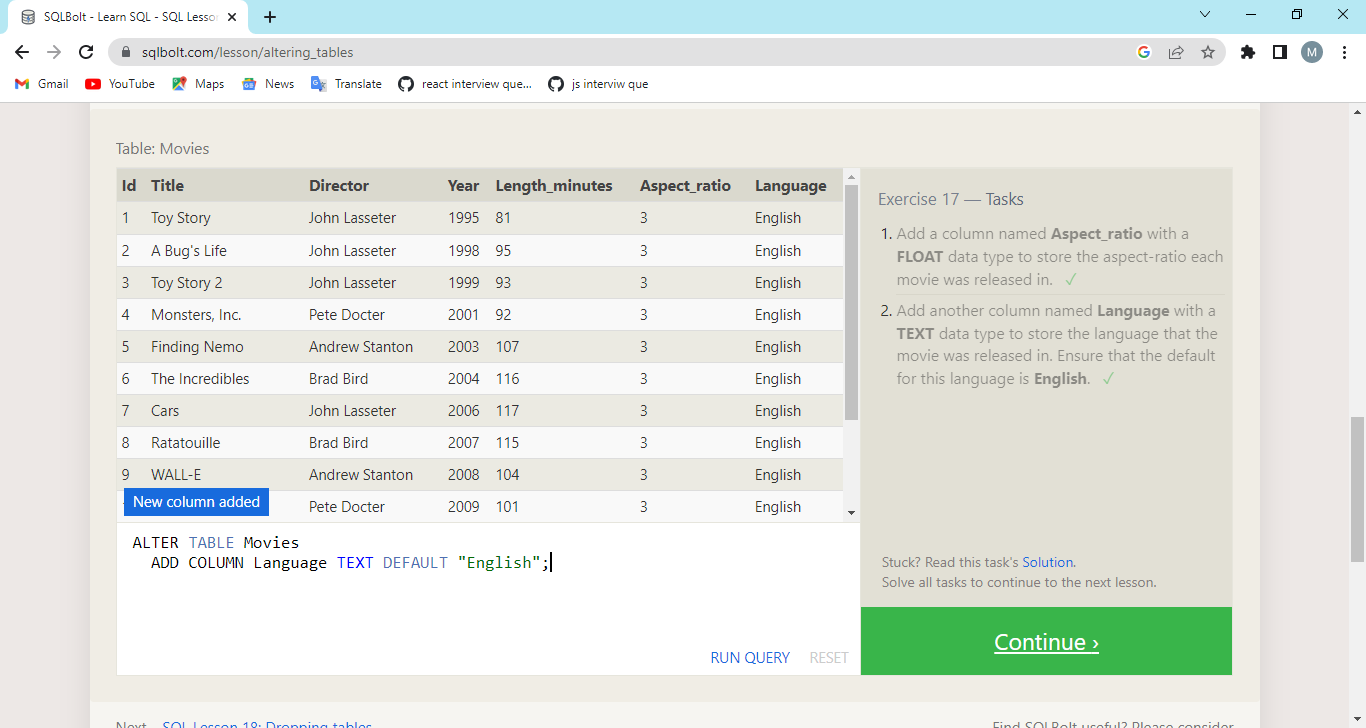 SQLBolt - Learn SQL - SQL Lesson
sqlbolt.com/lesson/altering_tables
M
Gmail YouTube Maps News Translate react interview que... js interviw que
Table: Movies
Id Title Director Year Length_minutes Aspect_ratio Language
1 Toy Story John Lasseter 1995 81 3 English
2 A Bug's Life John Lasseter 1998 95 3 English
3 Toy Story 2 John Lasseter 1999 93 3 English
4 Monsters, Inc. Pete Docter 2001 92 3 English
5 Finding Nemo Andrew Stanton 2003 107 3 English
6 The Incredibles Brad Bird 2004 116 3 English
7 Cars John Lasseter 2006 117 3 English
8 Ratatouille Brad Bird 2007 115 3 English
9 WALL-E Andrew Stanton 2008 104 3 English
Pete Docter 2009 101 3 English
New column added
ALTER TABLE Movies
ADD COLUMN Language TEXT DEFAULT "English";
RUN QUERY RESET
Exercise 17 — Tasks
1. Add a column named Aspect_ratio with a
FLOAT data type to store the aspect-ratio each
movie was released in. ✓
2. Add another column named Language with a
TEXT data type to store the language that the
movie was released in. Ensure that the default
for this language is English. ✓
Stuck? Read this task's Solution.
Solve all tasks to continue to the next lesson.
Continue ›
Next – SQL Lesson 18: Dropping tables
Find SQLBolt useful? Please consider